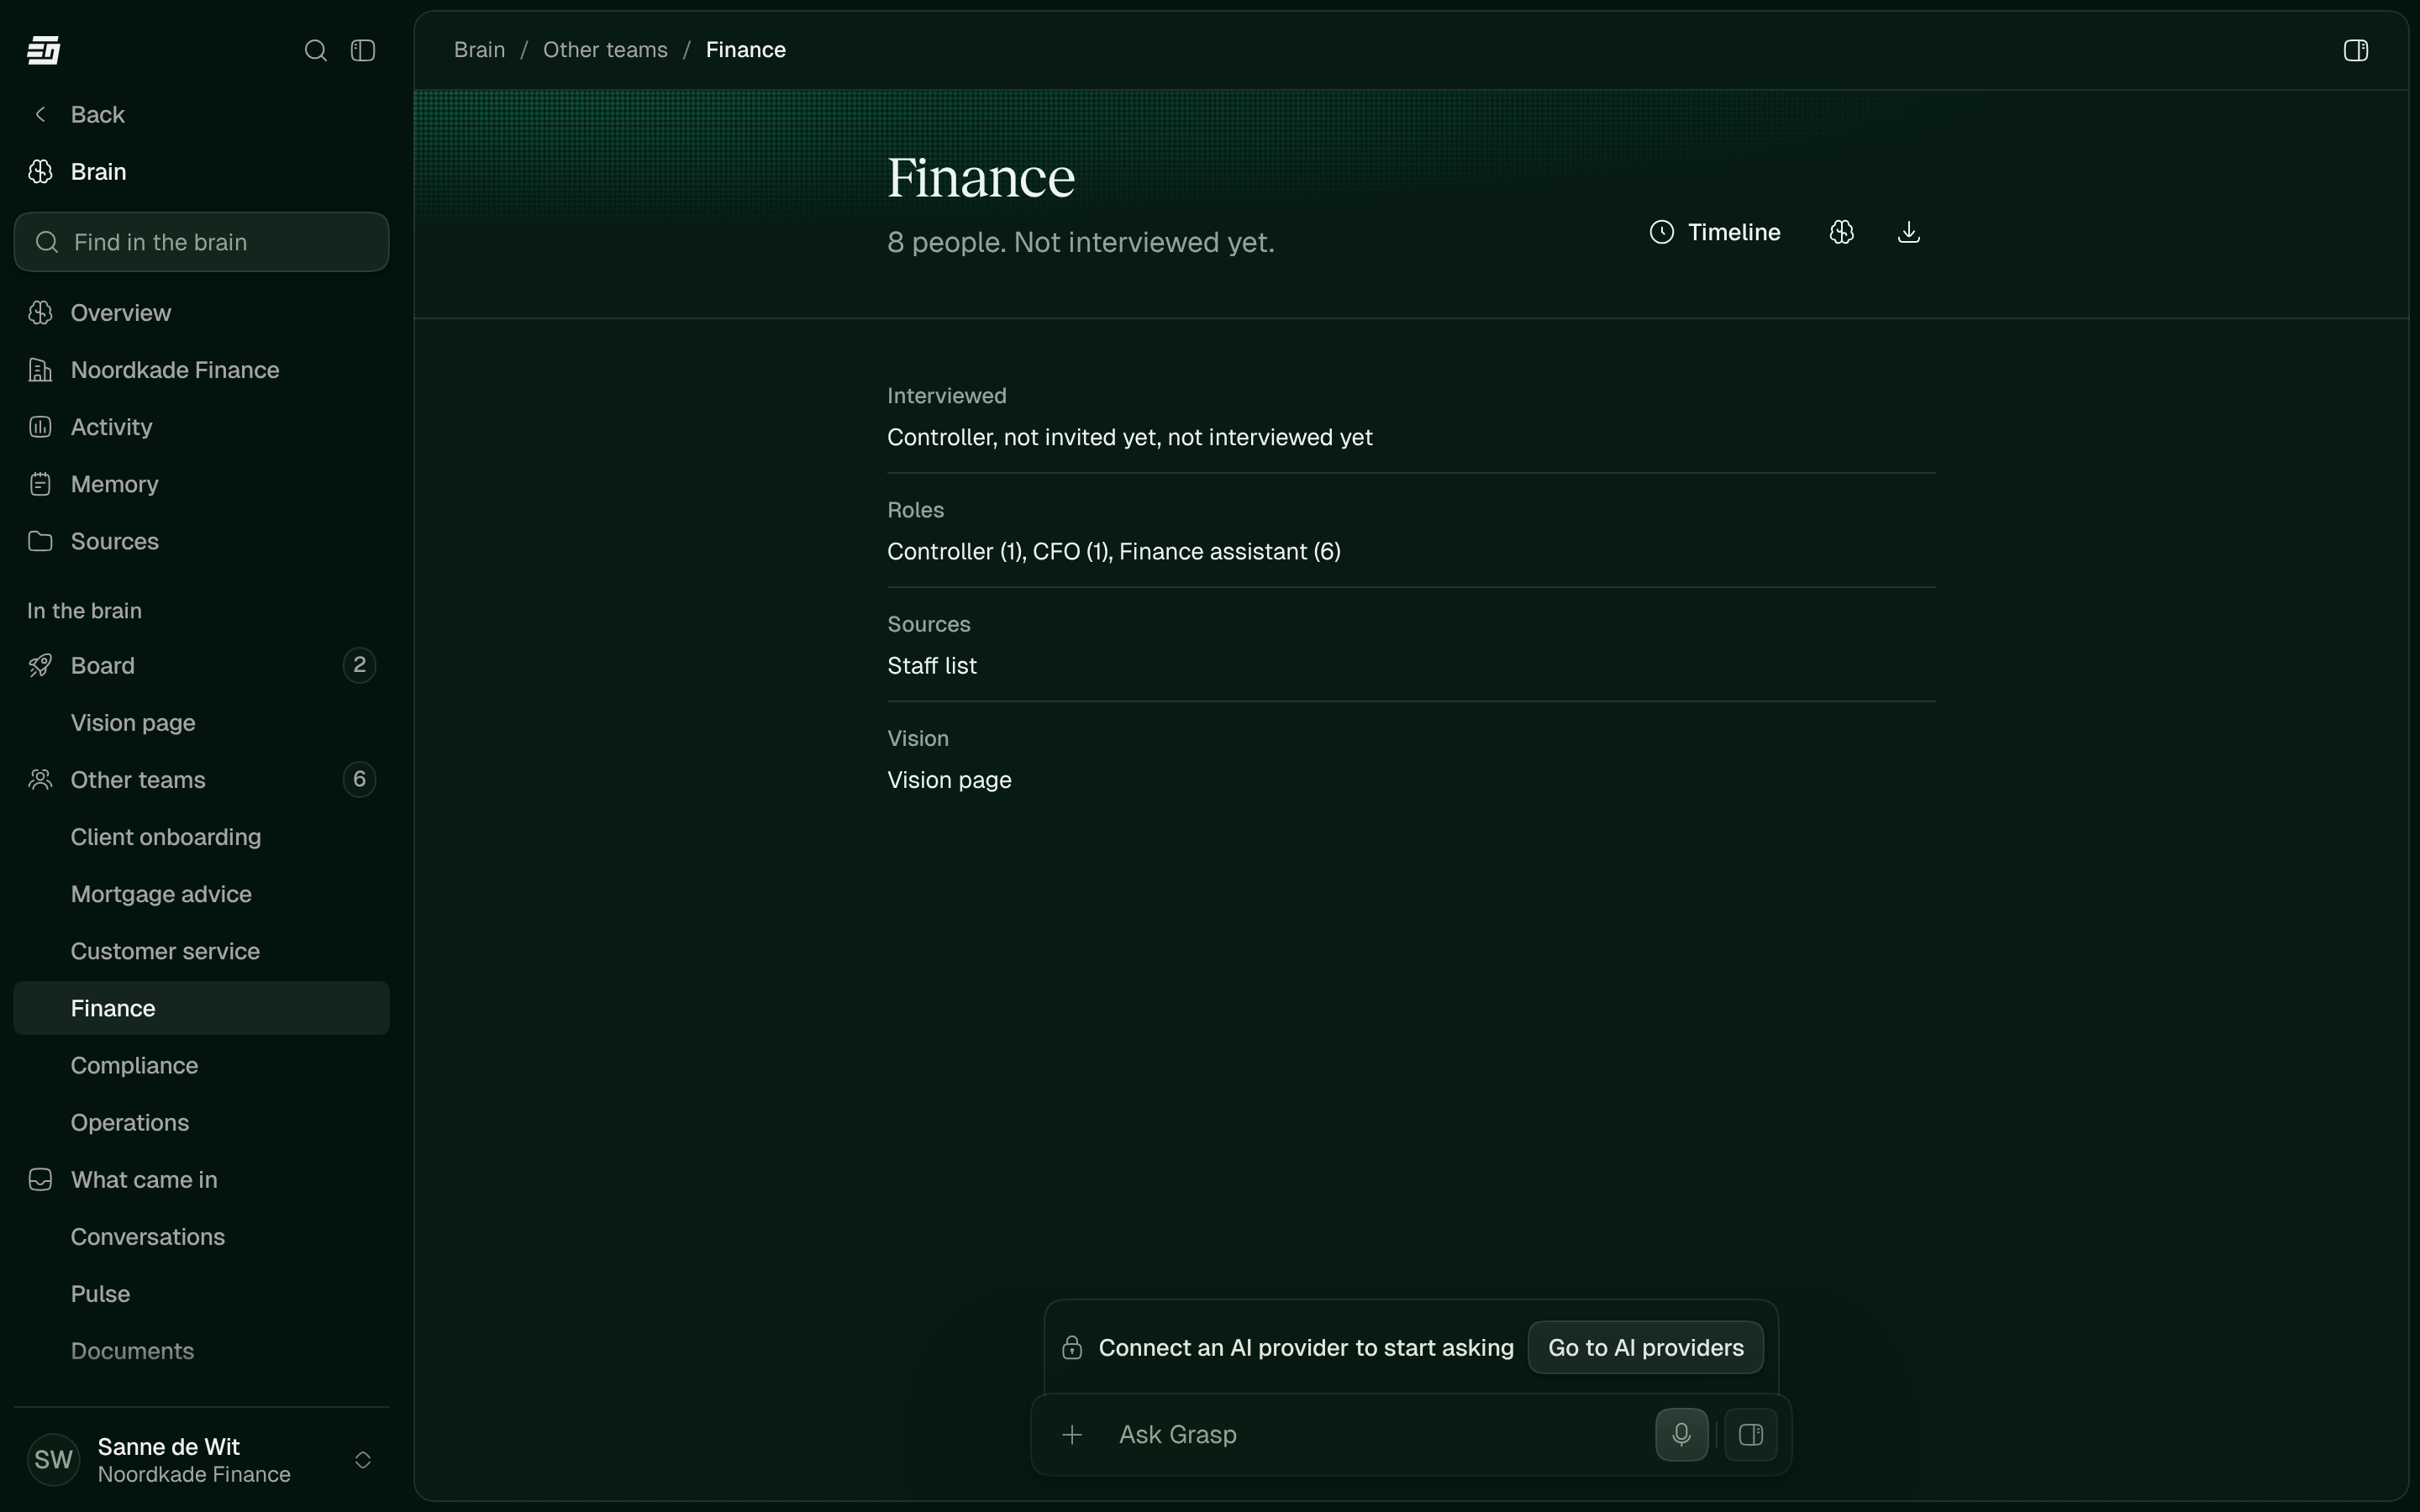 Back
Brain
Find in the brain
Overview
Noordkade Finance
Activity
Memory
Sources
In the brain
Board 2
Vision page
Other teams 6
Client onboarding
Mortgage advice
Customer service
Finance
Compliance
Operations
What came in
Conversations
Pulse
Documents
SW
Sanne de Wit
Noordkade Finance
Brain / Other teams / Finance
Finance
8 people. Not interviewed yet.
Timeline
Interviewed
Controller, not invited yet, not interviewed yet
Roles
Controller (1), CFO (1), Finance assistant (6)
Sources
Staff list
Vision
Vision page
Connect an AI provider to start asking
Go to AI providers
Ask Grasp